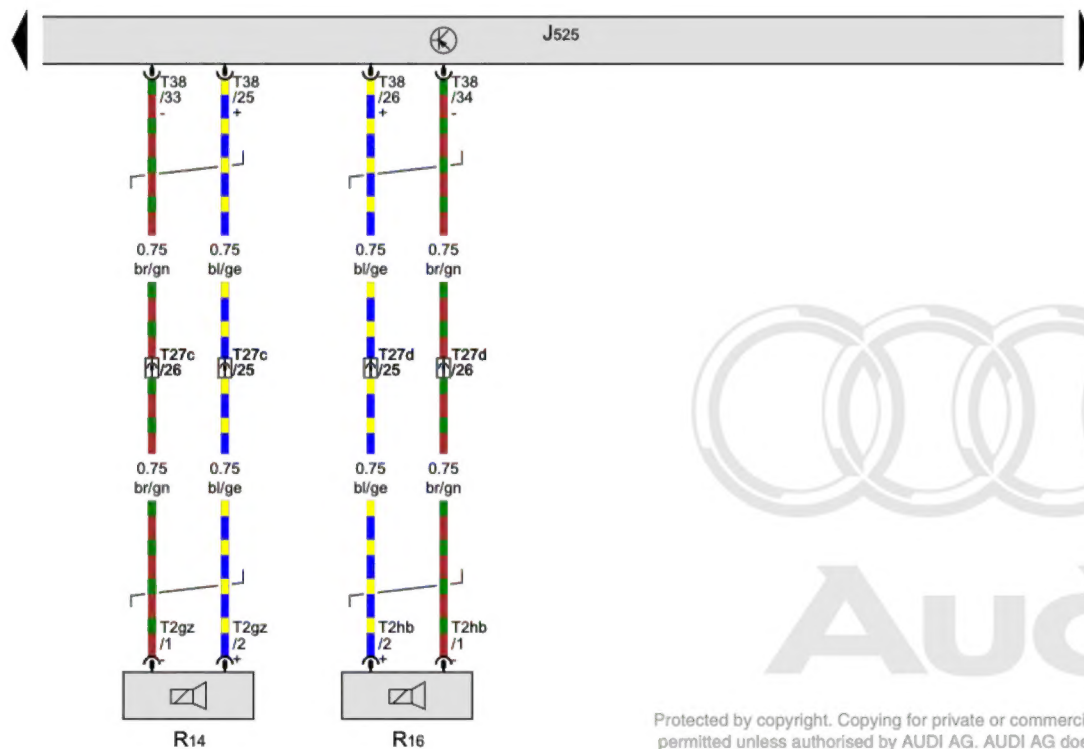 J525
T38 T38 T38 T38
/33 /25 /26 /34
- + + -
0.75 0.75 0.75 0.75
br/gn bl/ge bl/ge br/gn
T27c T27c T27d T27d
/26 /25 /25 /26
0.75 0.75 0.75 0.75
br/gn bl/ge bl/ge br/gn
T2gz T2gz T2hb T2hb
/1 /2 /2 /1
- + + -
R14 R16
Protected by copyright. Copying for private or commerci
permitted unless authorised by AUDI AG. AUDI AG doe